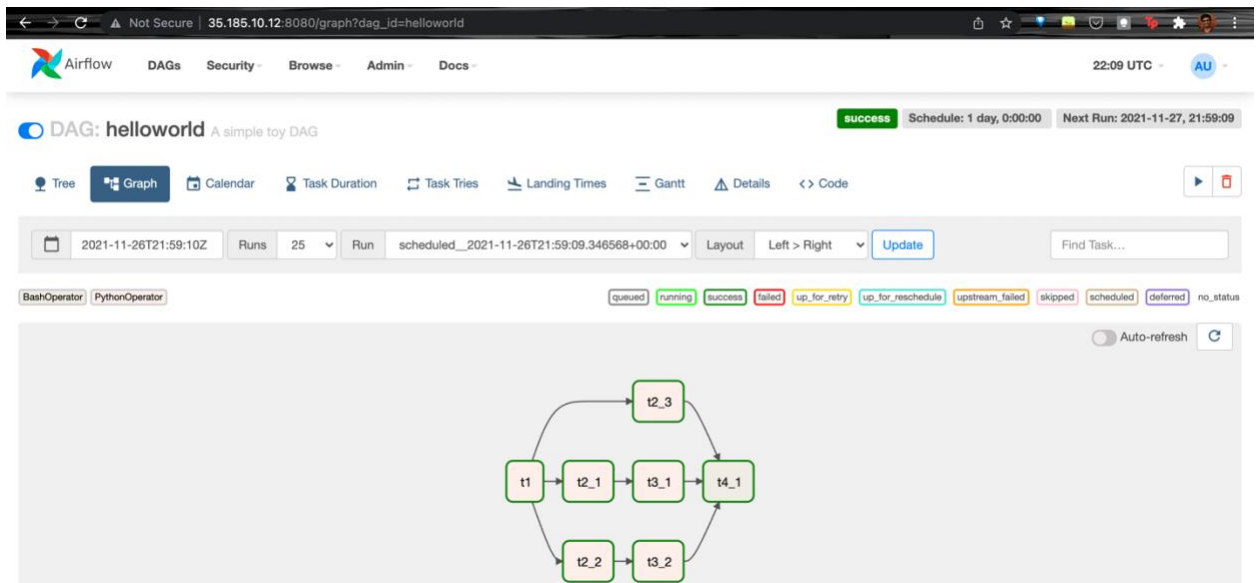 Not Secure | 35.185.10.12:8080/graph?dag_id=helloworld
Airflow DAGs Security Browse Admin Docs 22:09 UTC AU
DAG: helloworld A simple toy DAG success Schedule: 1 day, 0:00:00 Next Run: 2021-11-27, 21:59:09
Tree Graph Calendar Task Duration Task Tries Landing Times Gantt Details <> Code
2021-11-26T21:59:10Z Runs 25 Run scheduled__2021-11-26T21:59:09.346568+00:00 Layout Left > Right Update Find Task...
BashOperator PythonOperator queued running success failed up_for_retry up_for_reschedule upstream_failed skipped scheduled deferred no_status
Auto-refresh
t2_3
t1 t2_1 t3_1 t4_1
t2_2 t3_2